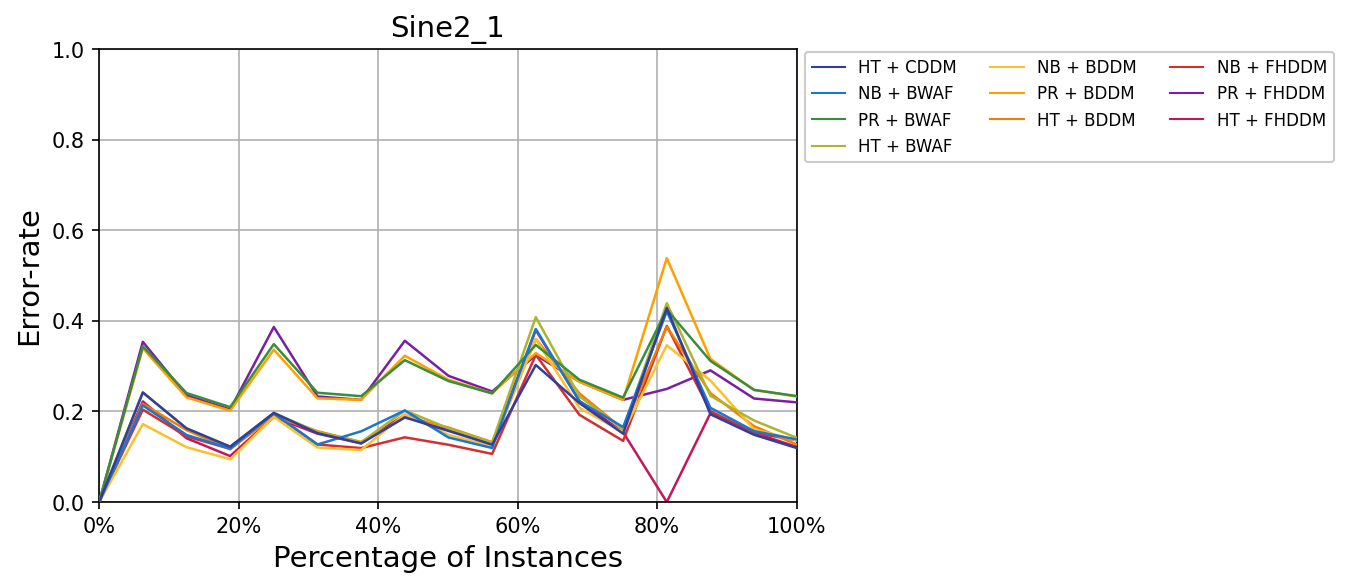 Sine2_1
Error-rate
1.0
0.8
0.6
0.4
0.2
0.0
0%
20%
40%
60%
80%
100%
Percentage of Instances
HT + CDDM
NB + BWAF
PR + BWAF
HT + BWAF
NB + BDDM
PR + BDDM
HT + BDDM
NB + FHDDM
PR + FHDDM
HT + FHDDM